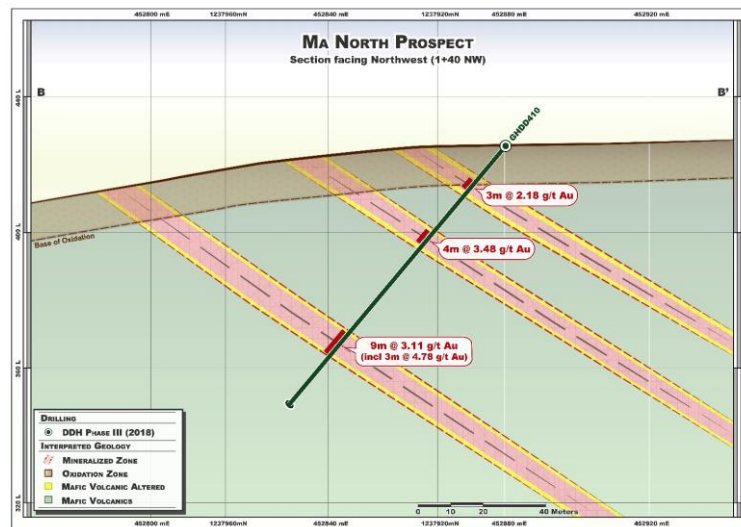 452800 mE 1237960mN 452840 mE 1237920mN 452880 mE 452920 mE
MA NORTH PROSPECT
Section facing Northwest (1+40 NW)
B B'
440 L
GHDD410
3m @ 2.18 g/t Au
400 L
4m @ 3.48 g/t Au
Base of Oxidation
9m @ 3.11 g/t Au
(incl 3m @ 4.78 g/t Au)
360 L
DRILLING
DDH PHASE III (2018)
INTERPRETED GEOLOGY
MINERALIZED ZONE
OXIDATION ZONE
MAFIC VOLCANIC ALTERED
MAFIC VOLCANICS
320 L
0 10 20 40 Meters
452800 mE 1237960mN 452840 mE 1237920mN 452880 mE 452920 mE